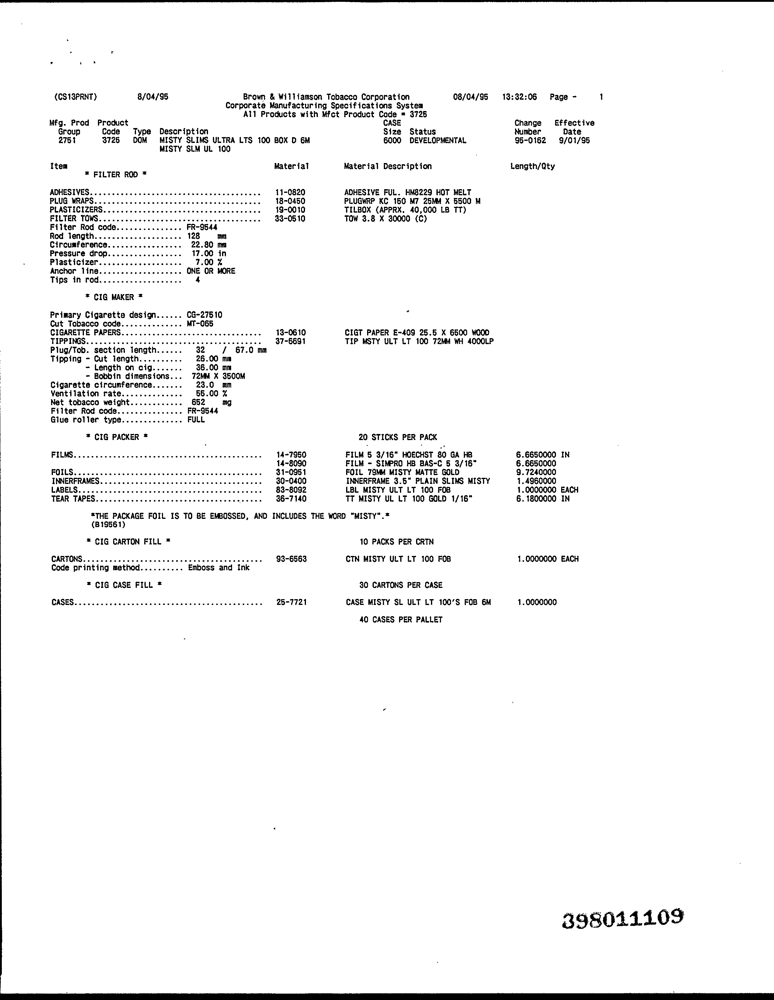 (CS13PRNT) 8/04/95 Brown & Williamson Tobacco Corporation 08/04/95 13:32:06 Page - 1
Corporate Manufacturing Specifications System
All Products with Mfct Product Code = 3725
Mfg. Prod Product CASE Change Effective
Group Code Type Description Size Status Number Date
2751 3725 DOM MISTY SLIMS ULTRA LTS 100 BOX D 6M 6000 DEVELOPMENTAL 95-0162 9/01/95
MISTY SLM UL 100
Item Material Material Description Length/Qty
* FILTER ROD *
ADHESIVES....................................... 11-0820 ADHESIVE FUL. HM8229 HOT MELT
PLUG WRAPS...................................... 18-0450 PLUGWRP KC 150 M7 25MM X 5500 M
PLASTICIZERS.................................... 19-0010 TILBOX (APPRX. 40,000 LB TT)
FILTER TOWS..................................... 33-0510 TOW 3.8 X 30000 (C)
Filter Rod code............... FR-9544
Rod length.................... 128 mm
Circumference................. 22.80 mm
Pressure drop................. 17.00 in
Plasticizer................... 7.00 %
Anchor line................... ONE OR MORE
Tips in rod................... 4
* CIG MAKER *
Primary Cigarette design...... CG-27510
Cut Tobacco code.............. MT-065
CIGARETTE PAPERS................................ 13-0610 CIGT PAPER E-409 25.5 X 6500 WOOD
TIPPINGS........................................ 37-5691 TIP MSTY ULT LT 100 72MM WH 4000LP
Plug/Tob. section length...... 32 / 67.0 mm
Tipping - Cut length.......... 26.00 mm
- Length on cig....... 36.00 mm
- Bobbin dimensions... 72MM X 3500M
Cigarette circumference....... 23.0 mm
Ventilation rate.............. 55.00 %
Net tobacco weight............ 652 mg
Filter Rod code............... FR-9544
Glue roller type.............. FULL
* CIG PACKER * 20 STICKS PER PACK
FILMS........................................... 14-7950 FILM 5 3/16" HOECHST 80 GA HB 6.6650000 IN
14-8090 FILM - SIMPRO HB BAS-C 5 3/16" 6.6650000
FOILS........................................... 31-0951 FOIL 79MM MISTY MATTE GOLD 9.7240000
INNERFRAMES..................................... 30-0400 INNERFRAME 3.5" PLAIN SLIMS MISTY 1.4960000
LABELS.......................................... 83-8092 LBL MISTY ULT LT 100 FOB 1.0000000 EACH
TEAR TAPES...................................... 36-7140 TT MISTY UL LT 100 GOLD 1/16" 6.1800000 IN
*THE PACKAGE FOIL IS TO BE EMBOSSED, AND INCLUDES THE WORD "MISTY".*
(B19561)
* CIG CARTON FILL * 10 PACKS PER CRTN
CARTONS......................................... 93-6563 CTN MISTY ULT LT 100 FOB 1.0000000 EACH
Code printing method.......... Emboss and Ink
* CIG CASE FILL * 30 CARTONS PER CASE
CASES........................................... 25-7721 CASE MISTY SL ULT LT 100'S FOB 6M 1.0000000
40 CASES PER PALLET
398011109